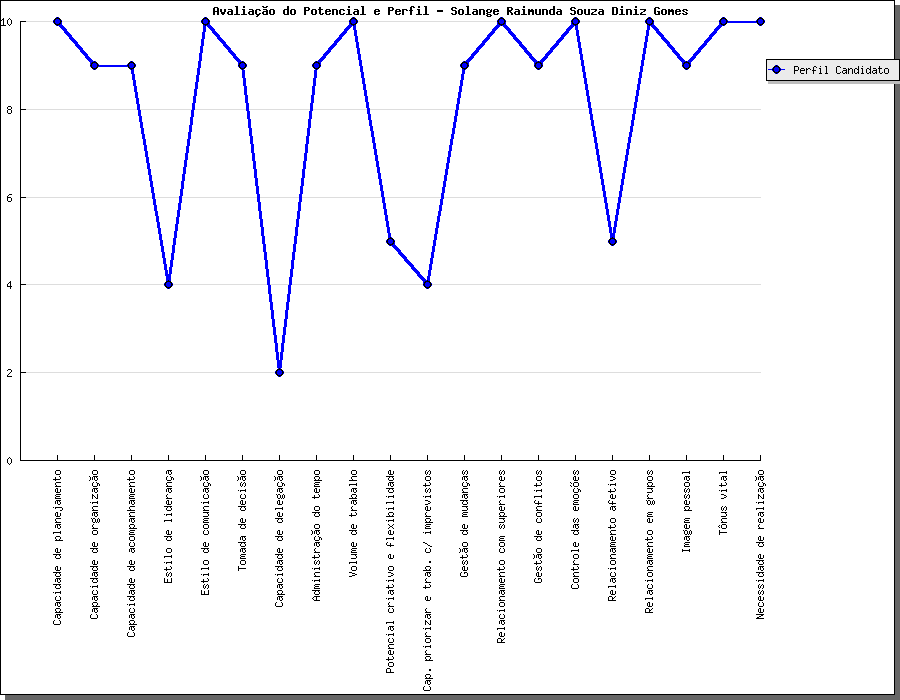 Avaliação do Potencial e Perfil - Solange Raimunda Souza Diniz Gomes
Perfil Candidato
10
8
6
4
2
0
Capacidade de planejamento
Capacidade de organização
Capacidade de acompanhamento
Estilo de liderança
Estilo de comunicação
Tomada de decisão
Capacidade de delegação
Administração do tempo
Volume de trabalho
Potencial criativo e flexibilidade
Cap. priorizar e trab. c/ imprevistos
Gestão de mudanças
Relacionamento com superiores
Gestão de conflitos
Controle das emoções
Relacionamento afetivo
Relacionamento em grupos
Imagem pessoal
Tônus vital
Necessidade de realização